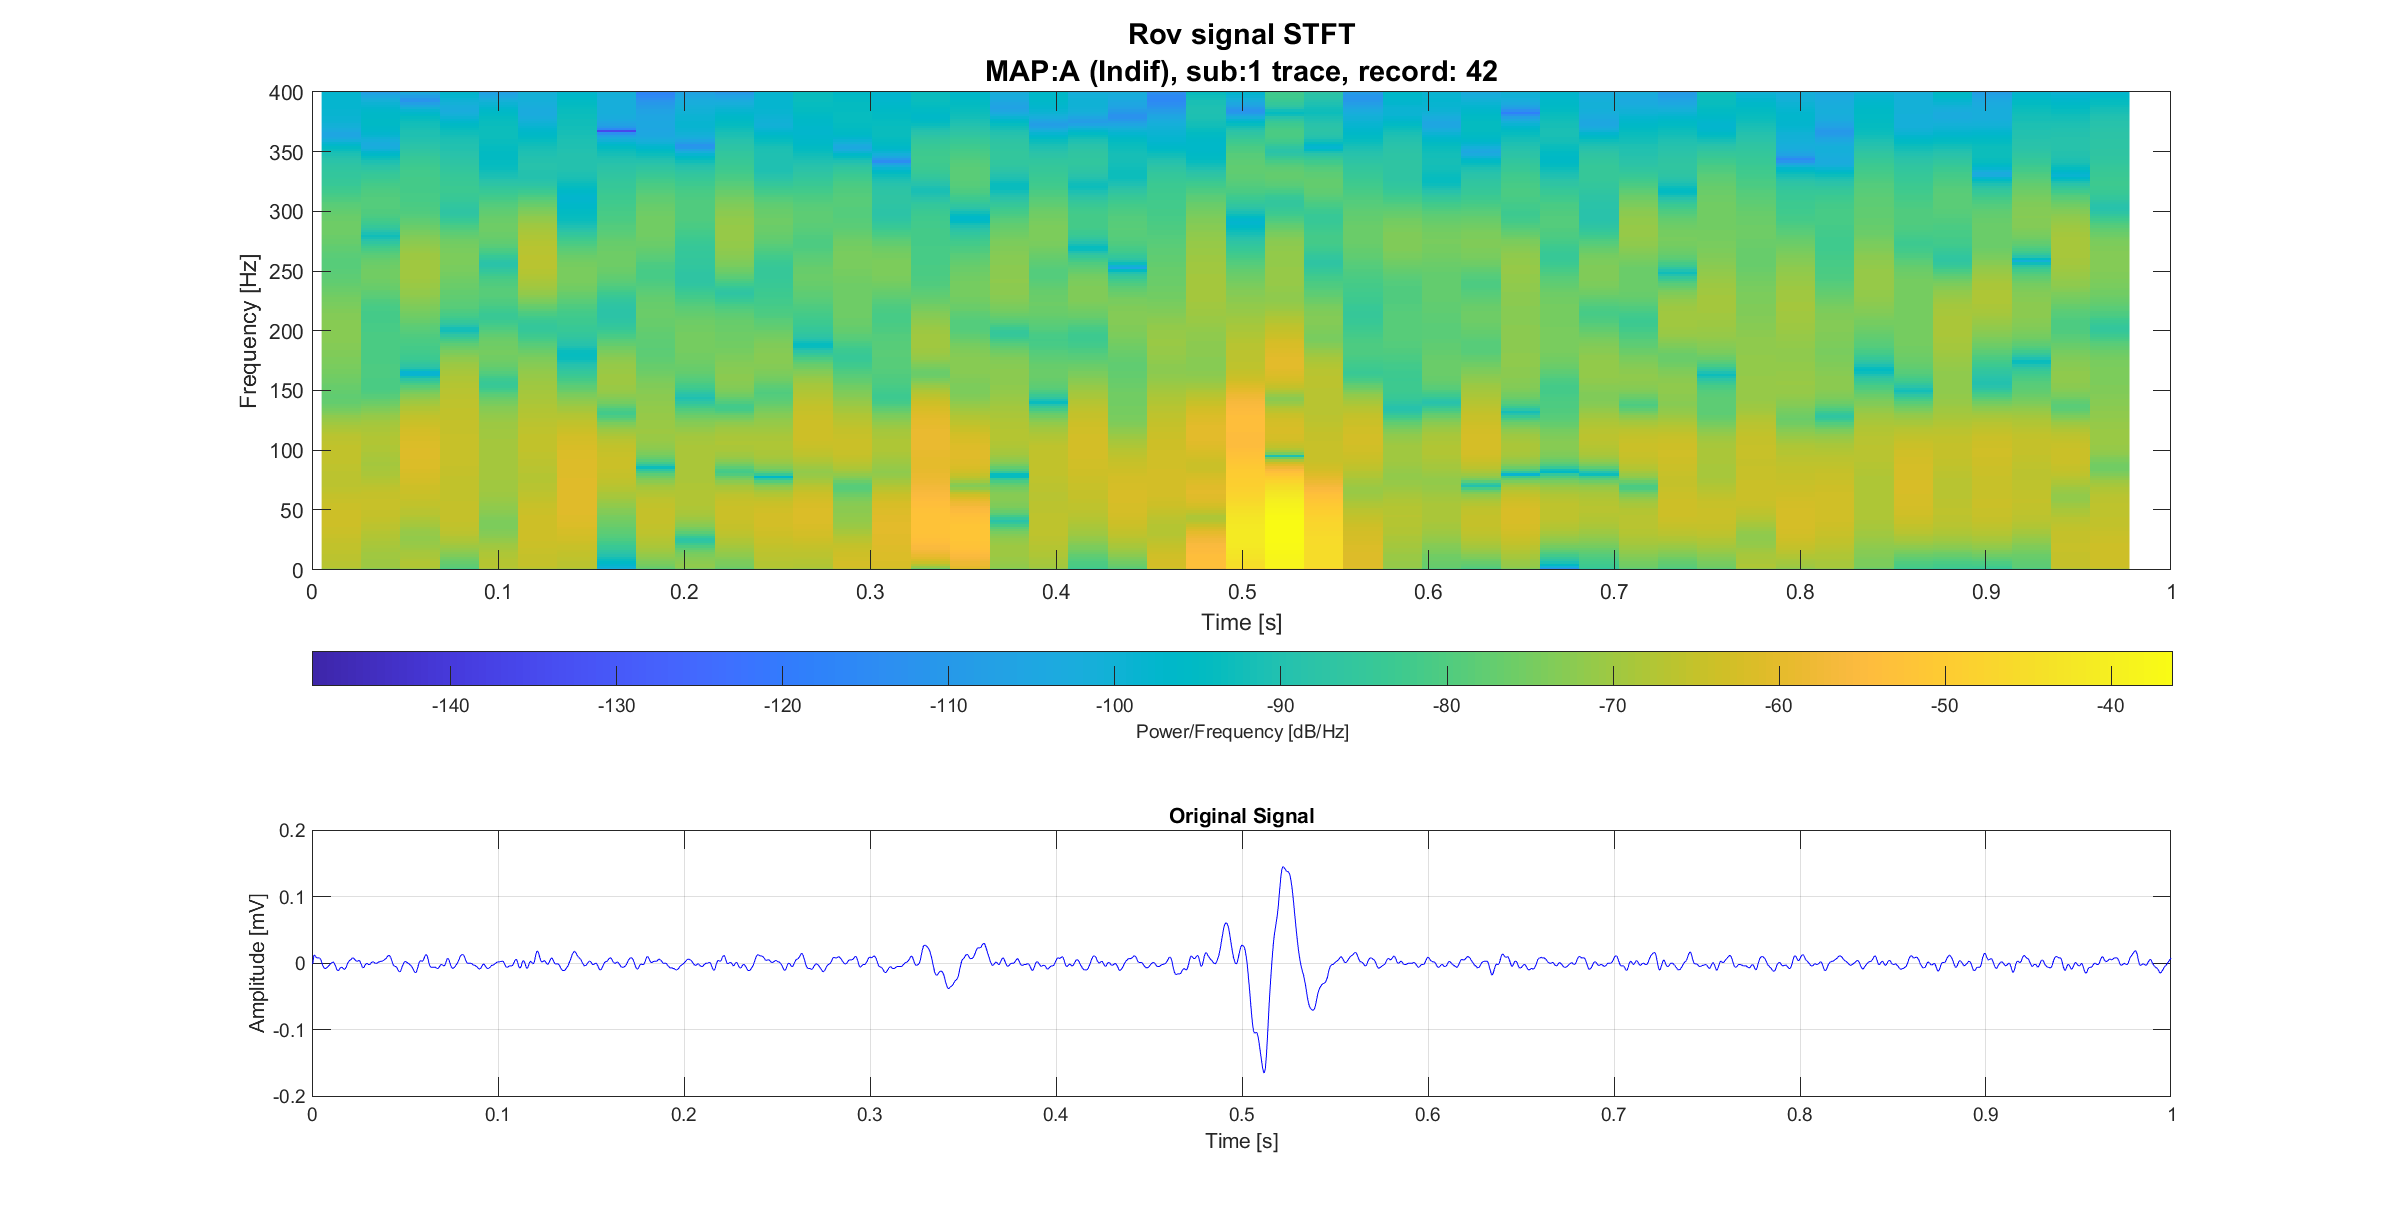 Rov signal STFT
MAP:A (Indif), sub:1 trace, record: 42
400
350
300
250
200
150
100
50
0
Frequency [Hz]
0 0.1 0.2 0.3 0.4 0.5 0.6 0.7 0.8 0.9 1
Time [s]
-140 -130 -120 -110 -100 -90 -80 -70 -60 -50 -40
Power/Frequency [dB/Hz]
Original Signal
0.2
0.1
0
-0.1
-0.2
Amplitude [mV]
0 0.1 0.2 0.3 0.4 0.5 0.6 0.7 0.8 0.9 1
Time [s]